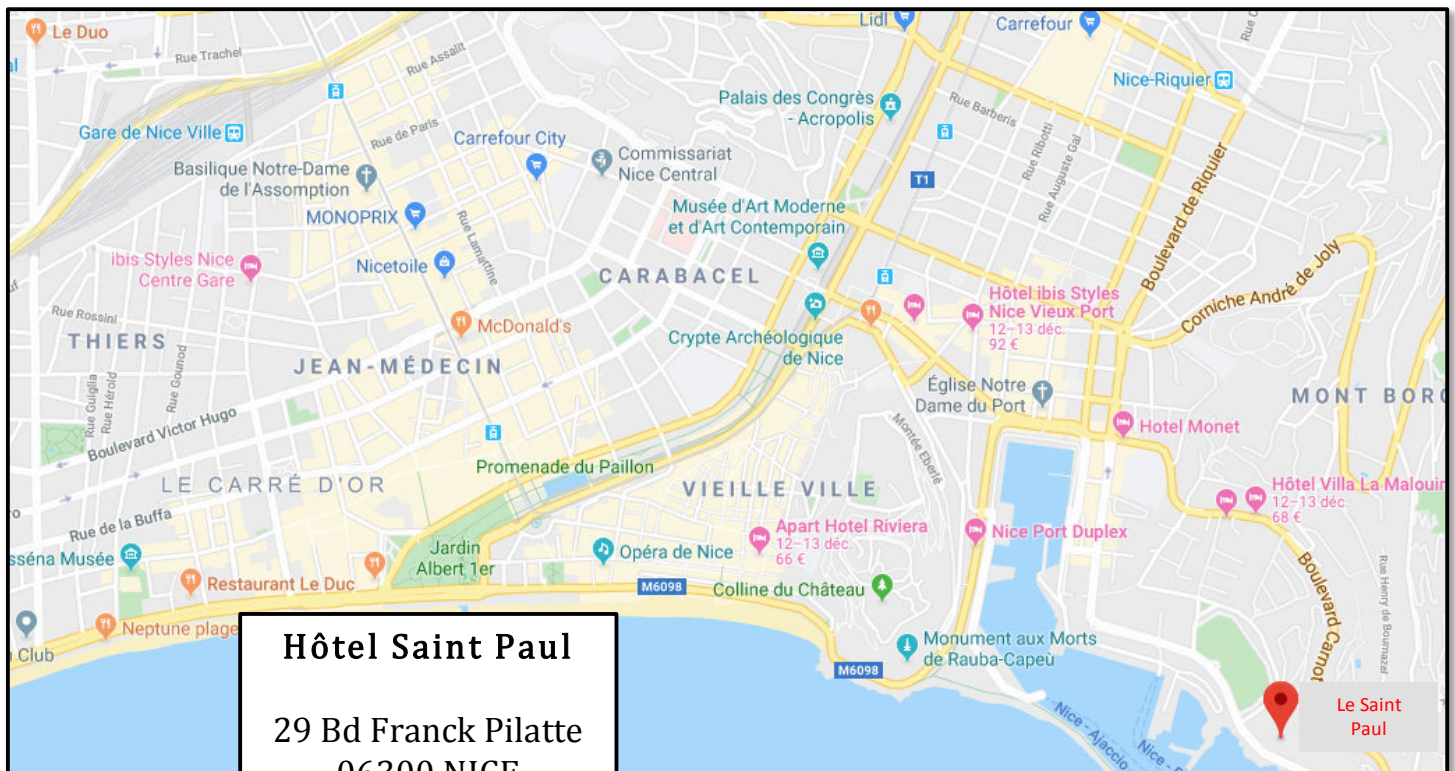 Le Duo
Rue Trachel
Rue Assalit
Lidl
Carrefour
Nice-Riquier
Gare de Nice Ville
Rue de Paris
Carrefour City
Palais des Congrès
- Acropolis
Rue Barberis
Rue Ribotti
Rue Auguste Gal
Basilique Notre-Dame
de l'Assomption
Commissariat
Nice Central
T1
MONOPRIX
Rue Lamartine
Musée d'Art Moderne
et d'Art Contemporain
Boulevard de Riquier
ibis Styles Nice
Centre Gare
Nicetoile
CARABACEL
Corniche André de Joly
Rue Rossini
THIERS
McDonald's
Crypte Archéologique
de Nice
Hôtel ibis Styles
Nice Vieux Port
12–13 déc.
92 €
JEAN-MÉDECIN
Rue Guiglia
Rue Hérold
Rue Gounod
Église Notre
Dame du Port
MONT BORO
Boulevard Victor Hugo
Montée Eberlé
Hotel Monet
Promenade du Paillon
LE CARRÉ D'OR
VIEILLE VILLE
Hôtel Villa La Malouin
12–13 déc.
68 €
Rue de la Buffa
Apart Hotel Riviera
12–13 déc.
66 €
Nice Port Duplex
sséna Musée
Jardin
Albert 1er
Opéra de Nice
Restaurant Le Duc
M6098
Colline du Château
Boulevard Carnot
Rue Henry de Bournazel
Neptune plage
Club
Monument aux Morts
de Rauba-Capeù
M6098
Hôtel Saint Paul
29 Bd Franck Pilatte
06300 NICE
Le Saint
Paul
Nice - Ajaccio
Nice -